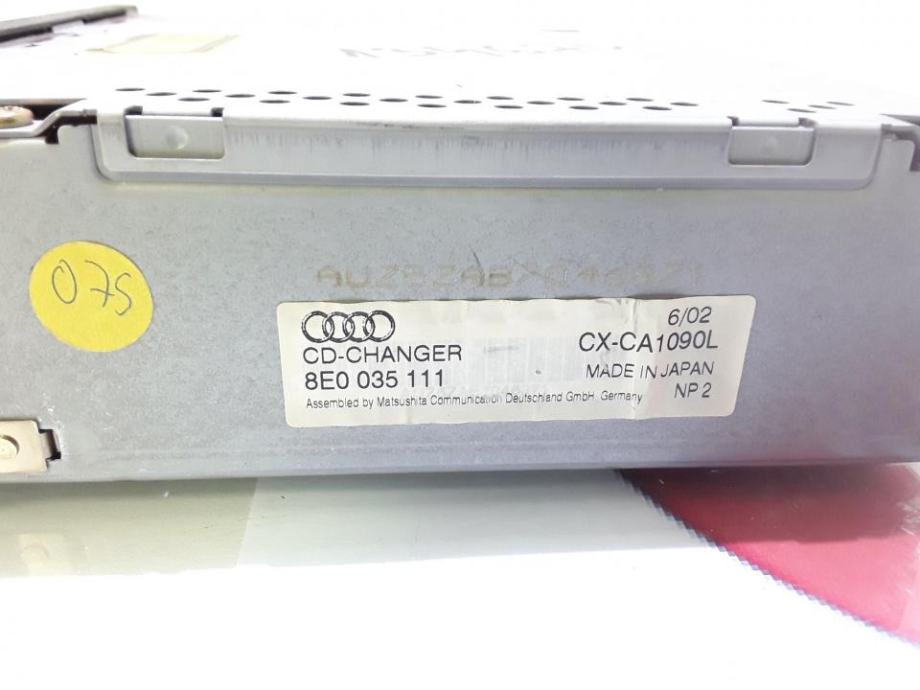 075
6/02
CD-CHANGER CX-CA1090L
8E0 035 111 MADE IN JAPAN
NP 2
Assembled by Matsushita Communication Deutschland GmbH, Germany